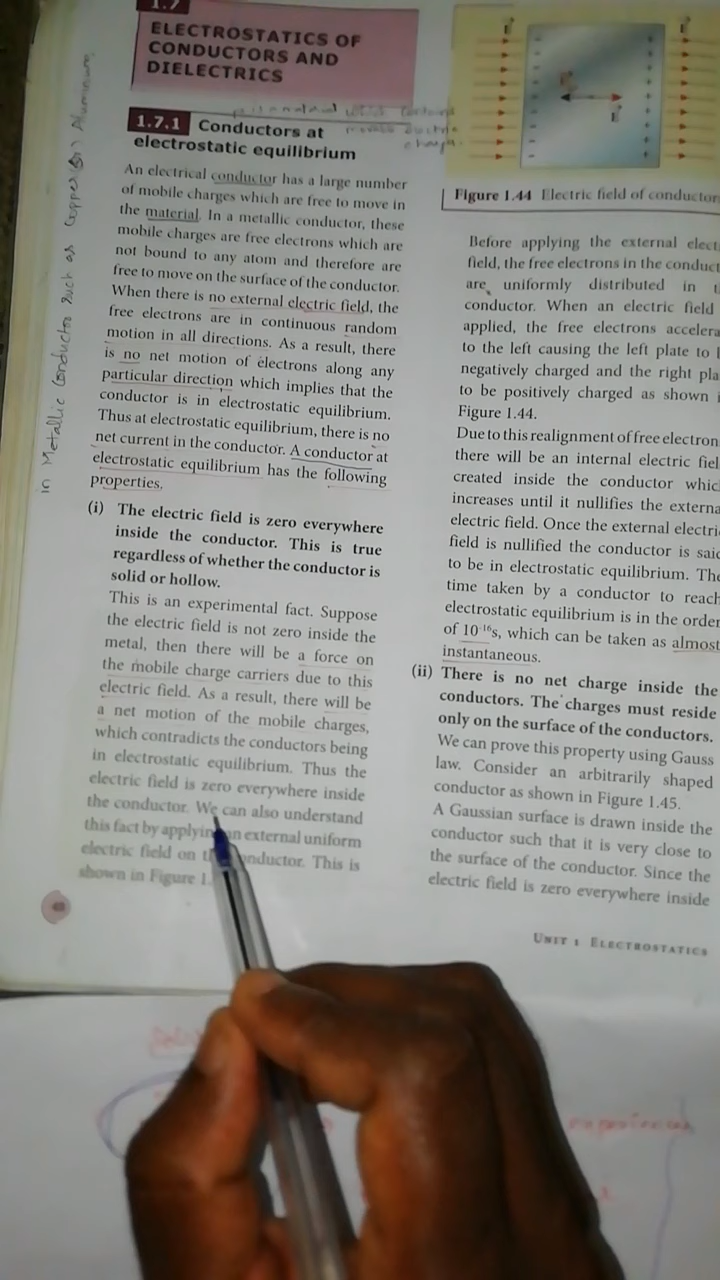 1.7
ELECTROSTATICS OF
CONDUCTORS AND
DIELECTRICS
1.7.1 Conductors at
electrostatic equilibrium
An electrical conductor has a large number
of mobile charges which are free to move in
the material. In a metallic conductor, these
mobile charges are free electrons which are
not bound to any atom and therefore are
free to move on the surface of the conductor.
When there is no external electric field, the
free electrons are in continuous random
motion in all directions. As a result, there
is no net motion of electrons along any
particular direction which implies that the
conductor is in electrostatic equilibrium.
Thus at electrostatic equilibrium, there is no
net current in the conductor. A conductor at
electrostatic equilibrium has the following
properties.
(i) The electric field is zero everywhere
inside the conductor. This is true
regardless of whether the conductor is
solid or hollow.
This is an experimental fact. Suppose
the electric field is not zero inside the
metal, then there will be a force on
the mobile charge carriers due to this
electric field. As a result, there will be
a net motion of the mobile charges,
which contradicts the conductors being
in electrostatic equilibrium. Thus the
electric field is zero everywhere inside
the conductor. We can also understand
this fact by applying an external uniform
electric field on the conductor. This is
shown in Figure 1.
in Metallic Conductor such as Copper Aluminium
Figure 1.44 Electric field of conductor
Before applying the external elect
field, the free electrons in the conduct
are uniformly distributed in t
conductor. When an electric field
applied, the free electrons accelera
to the left causing the left plate to
negatively charged and the right pla
to be positively charged as shown i
Figure 1.44.
Due to this realignment of free electron
there will be an internal electric fiel
created inside the conductor whic
increases until it nullifies the externa
electric field. Once the external electri
field is nullified the conductor is said
to be in electrostatic equilibrium. The
time taken by a conductor to reach
electrostatic equilibrium is in the order
of 10⁻¹⁶s, which can be taken as almost
instantaneous.
(ii) There is no net charge inside the
conductors. The charges must reside
only on the surface of the conductors.
We can prove this property using Gauss
law. Consider an arbitrarily shaped
conductor as shown in Figure 1.45.
A Gaussian surface is drawn inside the
conductor such that it is very close to
the surface of the conductor. Since the
electric field is zero everywhere inside
UNIT 1 ELECTROSTATICS